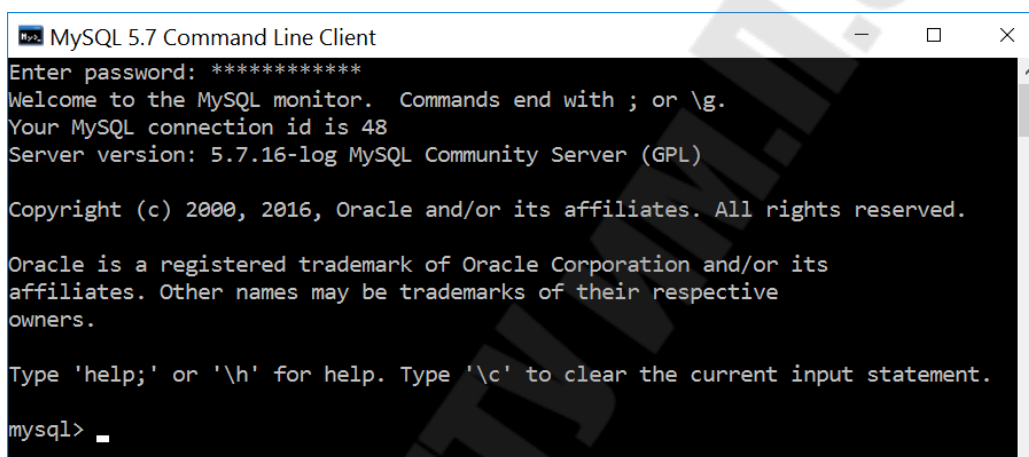 MySQL 5.7 Command Line Client
Enter password: ************
Welcome to the MySQL monitor.  Commands end with ; or \g.
Your MySQL connection id is 48
Server version: 5.7.16-log MySQL Community Server (GPL)
Copyright (c) 2000, 2016, Oracle and/or its affiliates. All rights reserved.
Oracle is a registered trademark of Oracle Corporation and/or its
affiliates. Other names may be trademarks of their respective
owners.
Type 'help;' or '\h' for help. Type '\c' to clear the current input statement.
mysql>